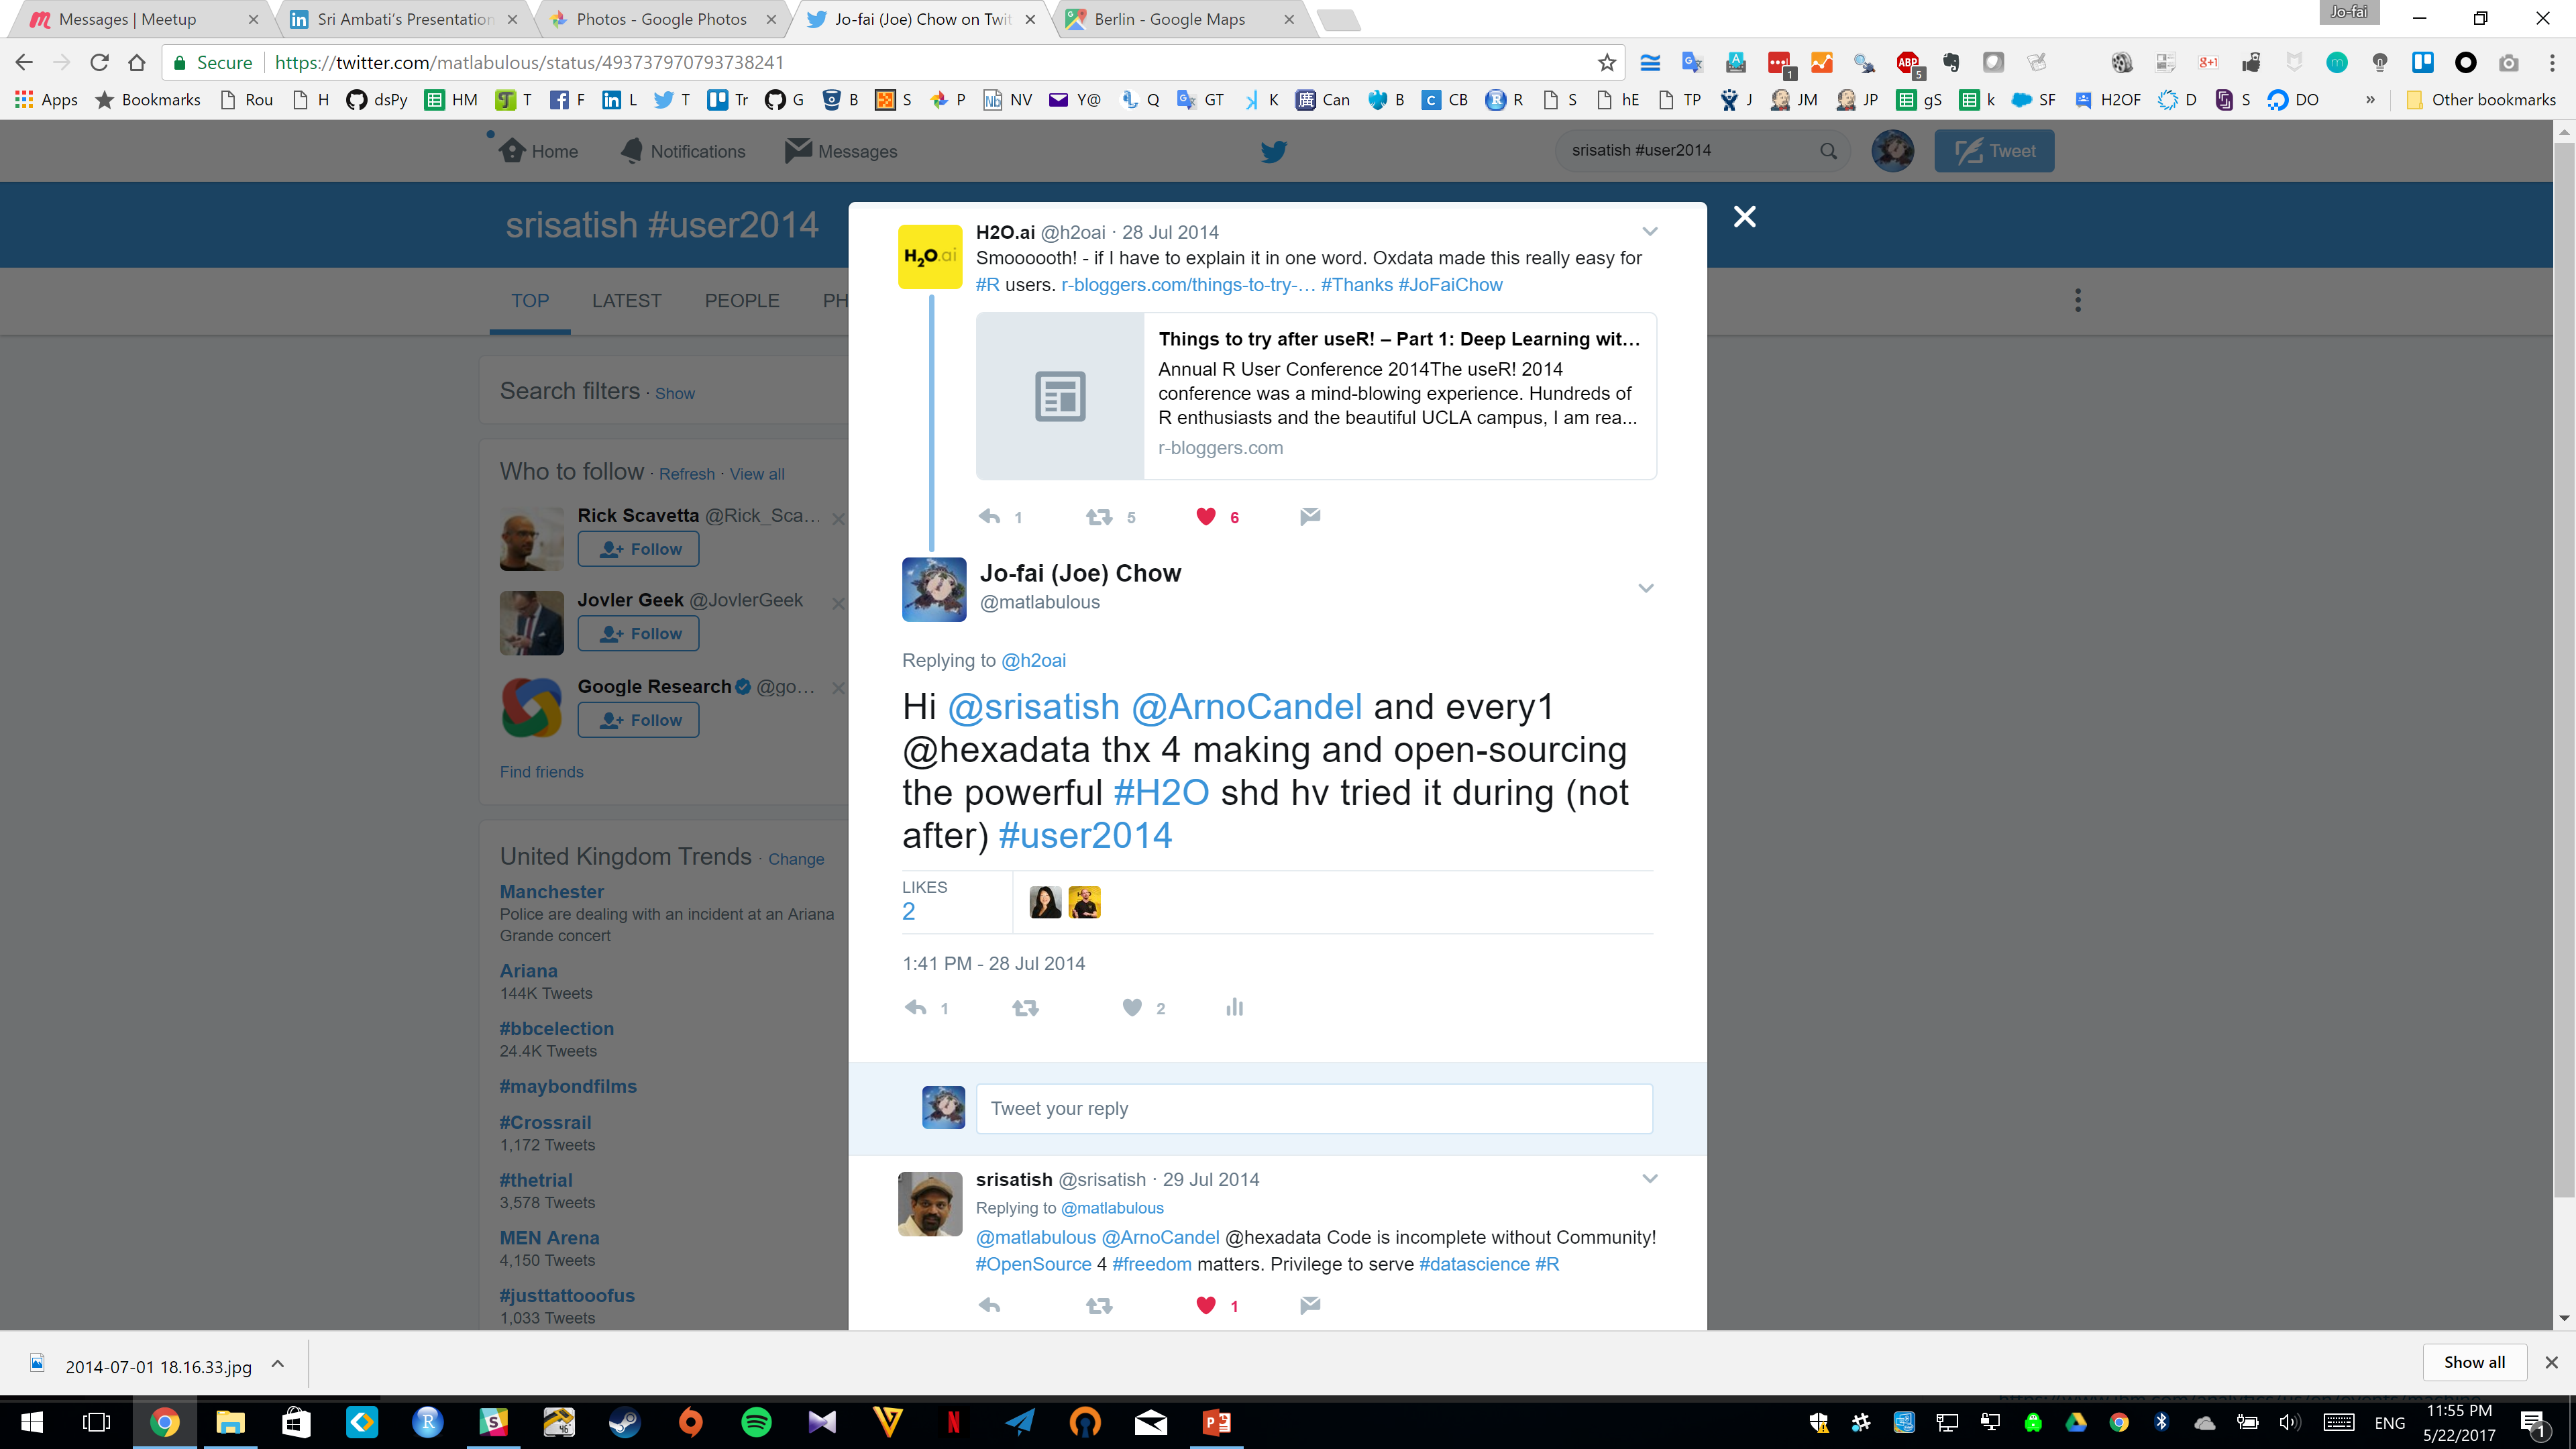 Messages | Meetup
Sri Ambati's Presentation
Photos - Google Photos
Jo-fai (Joe) Chow on Twit
Berlin - Google Maps
Jo-fai
Secure
https://twitter.com/matlabulous/status/493737970793738241
1
ABP
5
8+1
m
Apps
Bookmarks
Rou
H
dsPy
HM
T
F
L
T
Tr
G
B
S
P
NV
Y@
Q
GT
K
Can
B
CB
R
S
hE
TP
J
JM
JP
gS
k
SF
H2OF
D
S
DO
»
Other bookmarks
Home
Notifications
Messages
srisatish #user2014
Tweet
srisatish #user2014
TOP
LATEST
PEOPLE
PH
Search filters · Show
Who to follow · Refresh · View all
Rick Scavetta @Rick_Sca...
Follow
Jovler Geek @JovlerGeek
Follow
Google Research @go...
Follow
Find friends
United Kingdom Trends · Change
Manchester
Police are dealing with an incident at an Ariana
Grande concert
Ariana
144K Tweets
#bbcelection
24.4K Tweets
#maybondfilms
#Crossrail
1,172 Tweets
#thetrial
3,578 Tweets
MEN Arena
4,150 Tweets
#justtattooofus
1,033 Tweets
H2O.ai
H2O.ai @h2oai · 28 Jul 2014
Smoooooth! - if I have to explain it in one word. Oxdata made this really easy for
#R users. r-bloggers.com/things-to-try-… #Thanks #JoFaiChow
Things to try after useR! – Part 1: Deep Learning wit...
Annual R User Conference 2014The useR! 2014
conference was a mind-blowing experience. Hundreds of
R enthusiasts and the beautiful UCLA campus, I am rea...
r-bloggers.com
1
5
6
Jo-fai (Joe) Chow
@matlabulous
Replying to @h2oai
Hi @srisatish @ArnoCandel and every1
@hexadata thx 4 making and open-sourcing
the powerful #H2O shd hv tried it during (not
after) #user2014
LIKES
2
1:41 PM - 28 Jul 2014
1
2
Tweet your reply
srisatish @srisatish · 29 Jul 2014
Replying to @matlabulous
@matlabulous @ArnoCandel @hexadata Code is incomplete without Community!
#OpenSource 4 #freedom matters. Privilege to serve #datascience #R
1
2014-07-01 18.16.33.jpg
Show all
ENG
11:55 PM
5/22/2017
1